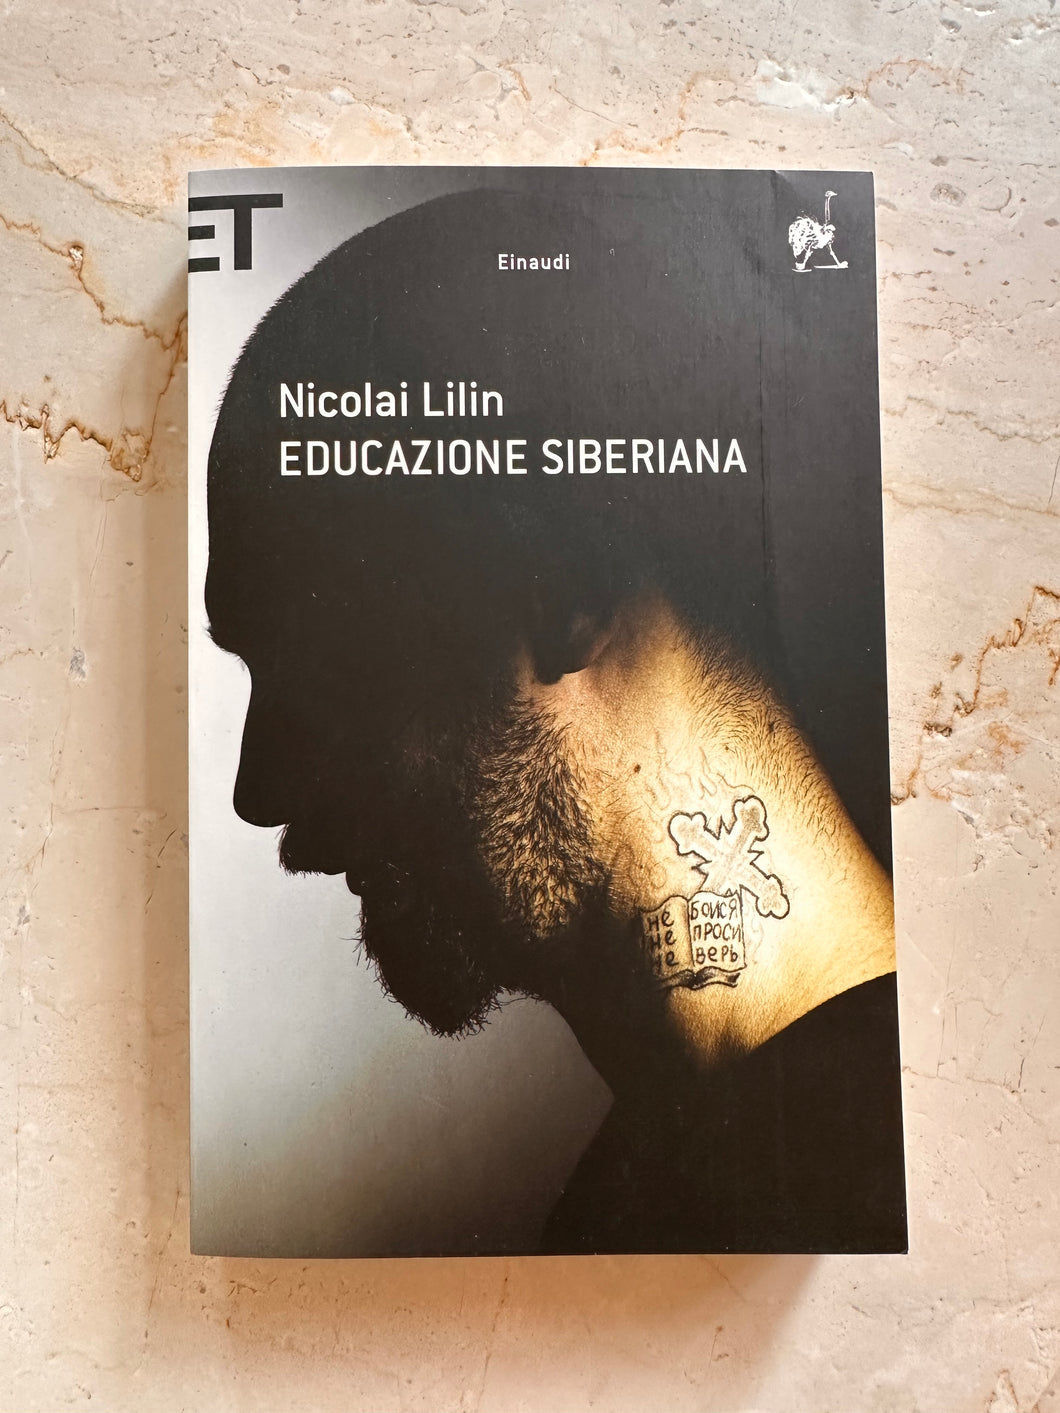 ET
Einaudi
Nicolai Lilin
EDUCAZIONE SIBERIANA
не бойся
не проси
не верь